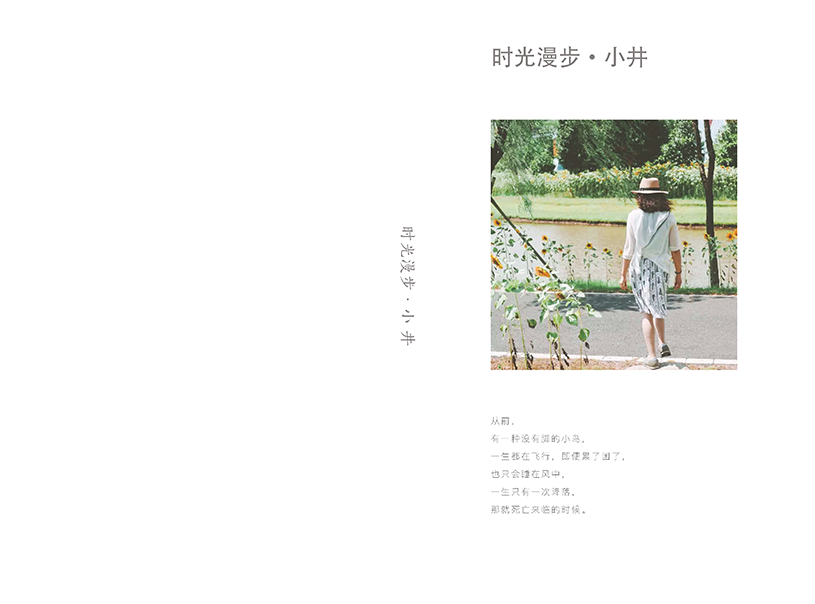 时光漫步·小井
时光漫步·小井
从前，
有一种没有脚的小鸟，
一生都在飞行，即使累了困了，
也只会睡在风中，
一生只有一次降落，
那就死亡来临的时候。